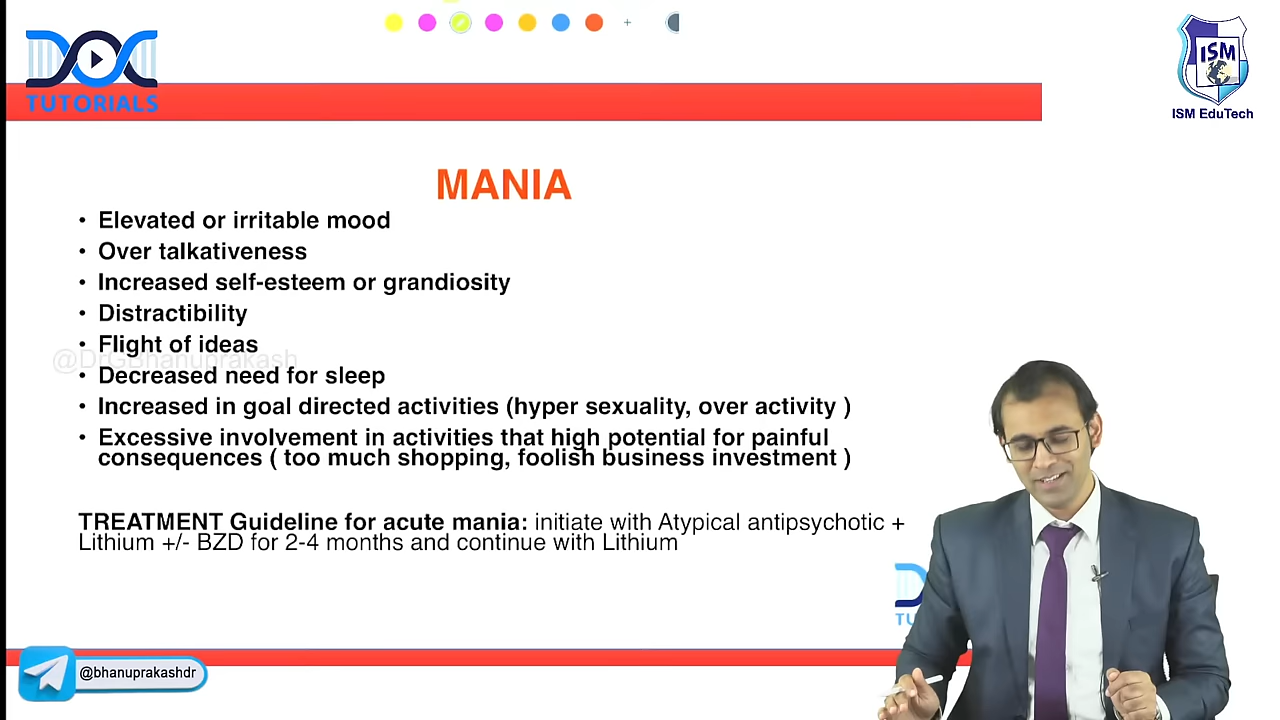 DOC
TUTORIALS
ISM
ISM EduTech
MANIA
• Elevated or irritable mood
• Over talkativeness
• Increased self-esteem or grandiosity
• Distractibility
• Flight of ideas
@DrGBhanuprakash
• Decreased need for sleep
• Increased in goal directed activities (hyper sexuality, over activity )
• Excessive involvement in activities that high potential for painful
consequences ( too much shopping, foolish business investment )
TREATMENT Guideline for acute mania: initiate with Atypical antipsychotic +
Lithium +/- BZD for 2-4 months and continue with Lithium
@bhanuprakashdr